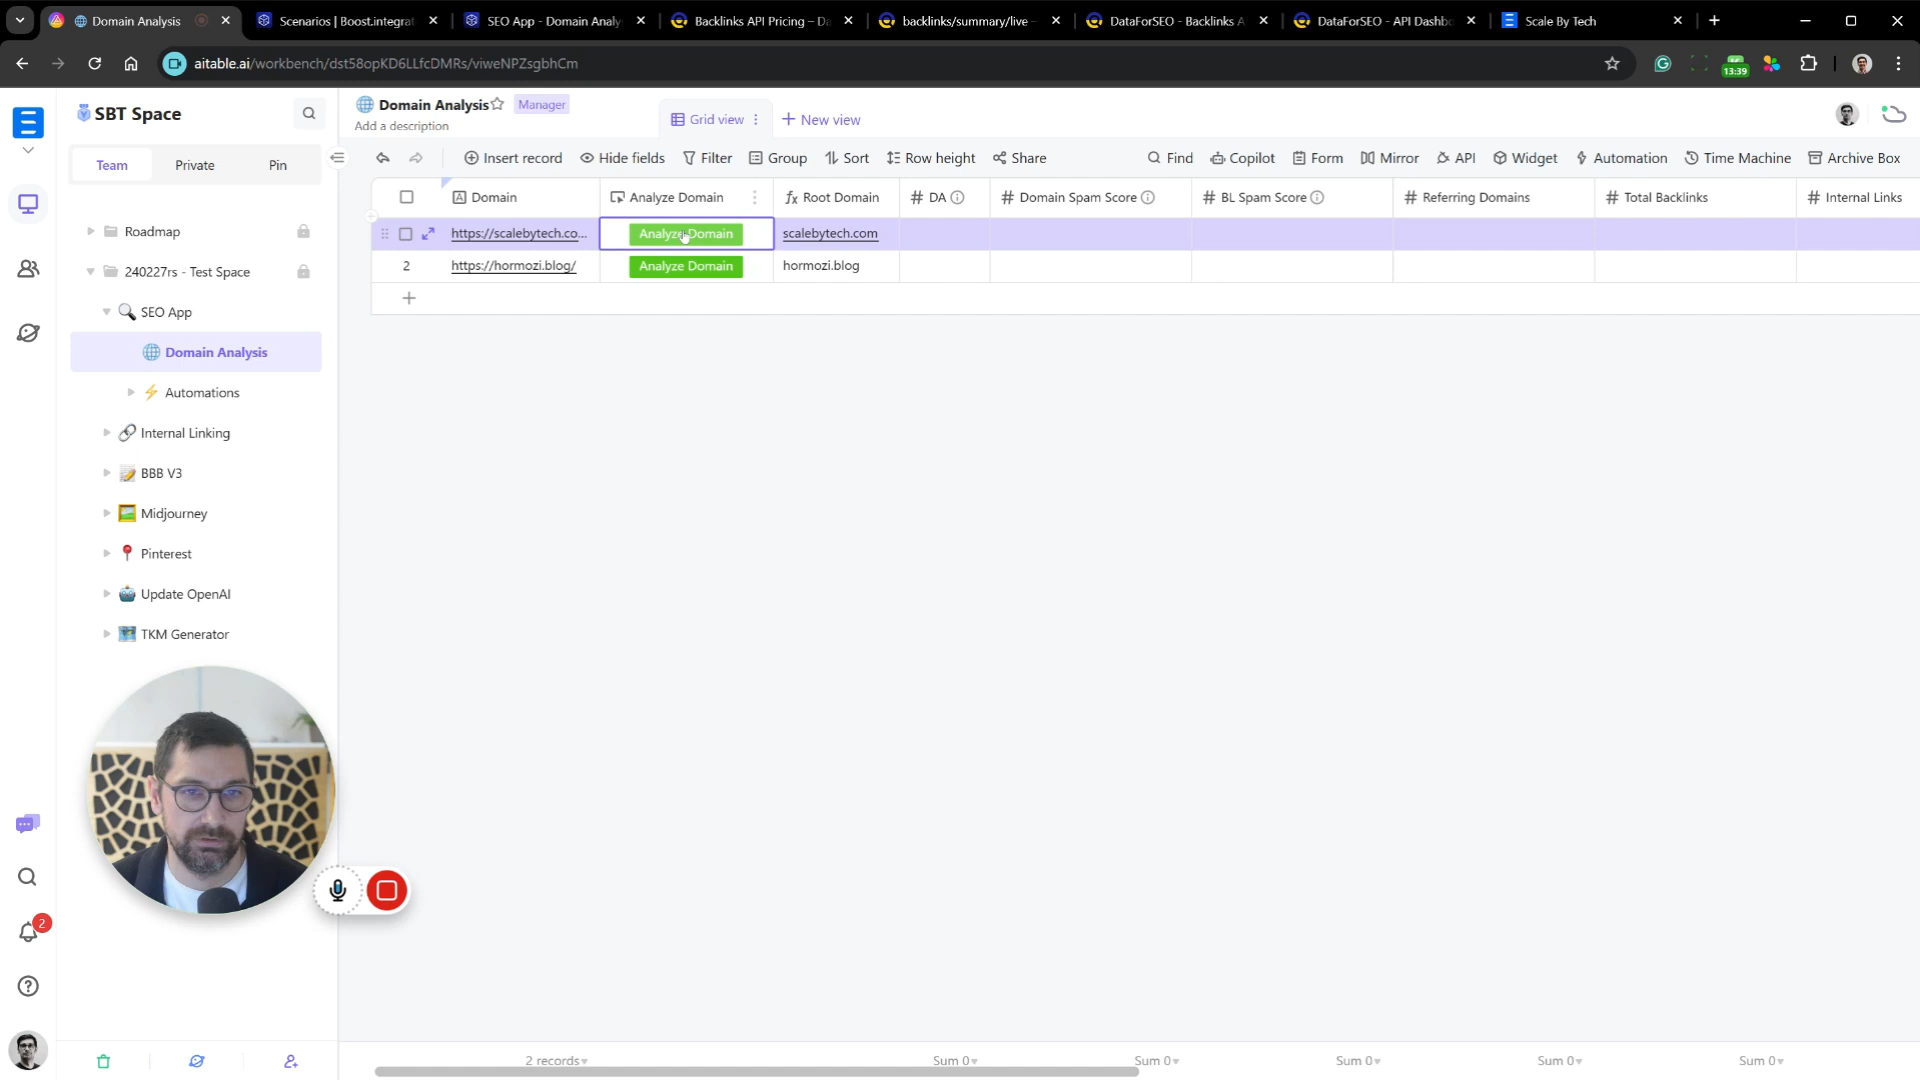 Domain Analysis
Scenarios | Boost.integrat
SEO App - Domain Analy
Backlinks API Pricing – Da
backlinks/summary/live –
DataForSEO - Backlinks A
DataForSEO - API Dashbo
Scale By Tech
aitable.ai/workbench/dst58opKD6LLfcDMRs/viweNPZsgbhCm
13:39
SBT Space
Domain Analysis
Manager
Add a description
Grid view
New view
Team
Private
Pin
Insert record
Hide fields
Filter
Group
Sort
Row height
Share
Find
Copilot
Form
Mirror
API
Widget
Automation
Time Machine
Archive Box
Domain
Analyze Domain
Root Domain
DA
Domain Spam Score
BL Spam Score
Referring Domains
Total Backlinks
Internal Links
https://scalebytech.co...
Analyze Domain
scalebytech.com
2
https://hormozi.blog/
Analyze Domain
hormozi.blog
Roadmap
240227rs - Test Space
SEO App
Domain Analysis
Automations
Internal Linking
BBB V3
Midjourney
Pinterest
Update OpenAI
TKM Generator
2
2 records
Sum 0
Sum 0
Sum 0
Sum 0
Sum 0